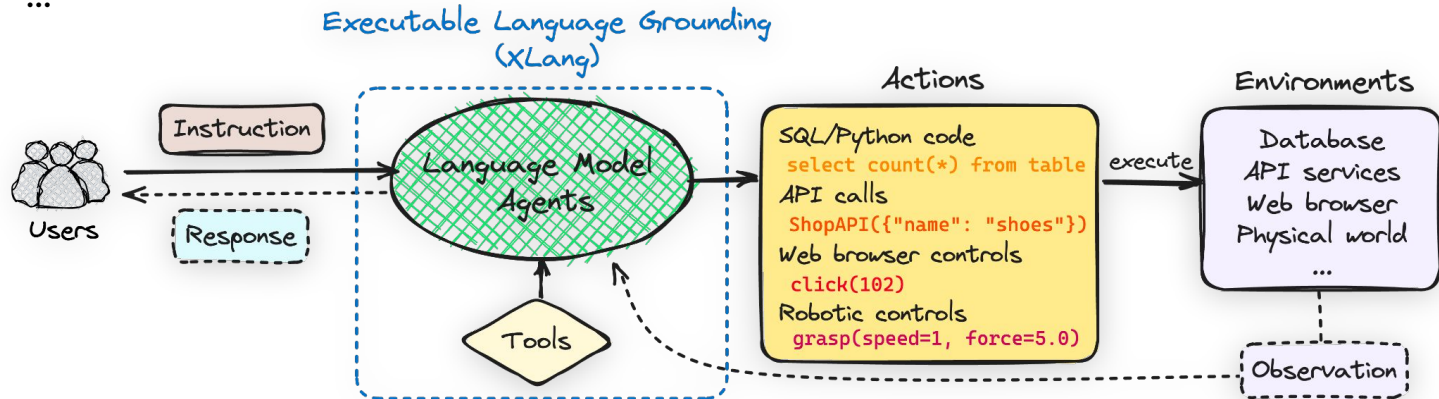 ...
Executable Language Grounding
(XLang)
Instruction
Users
Response
Language Model
Agents
Tools
Actions
SQL/Python code
select count(*) from table
API calls
ShopAPI({"name": "shoes"})
Web browser controls
click(102)
Robotic controls
grasp(speed=1, force=5.0)
execute
Environments
Database
API services
Web browser
Physical world
...
Observation